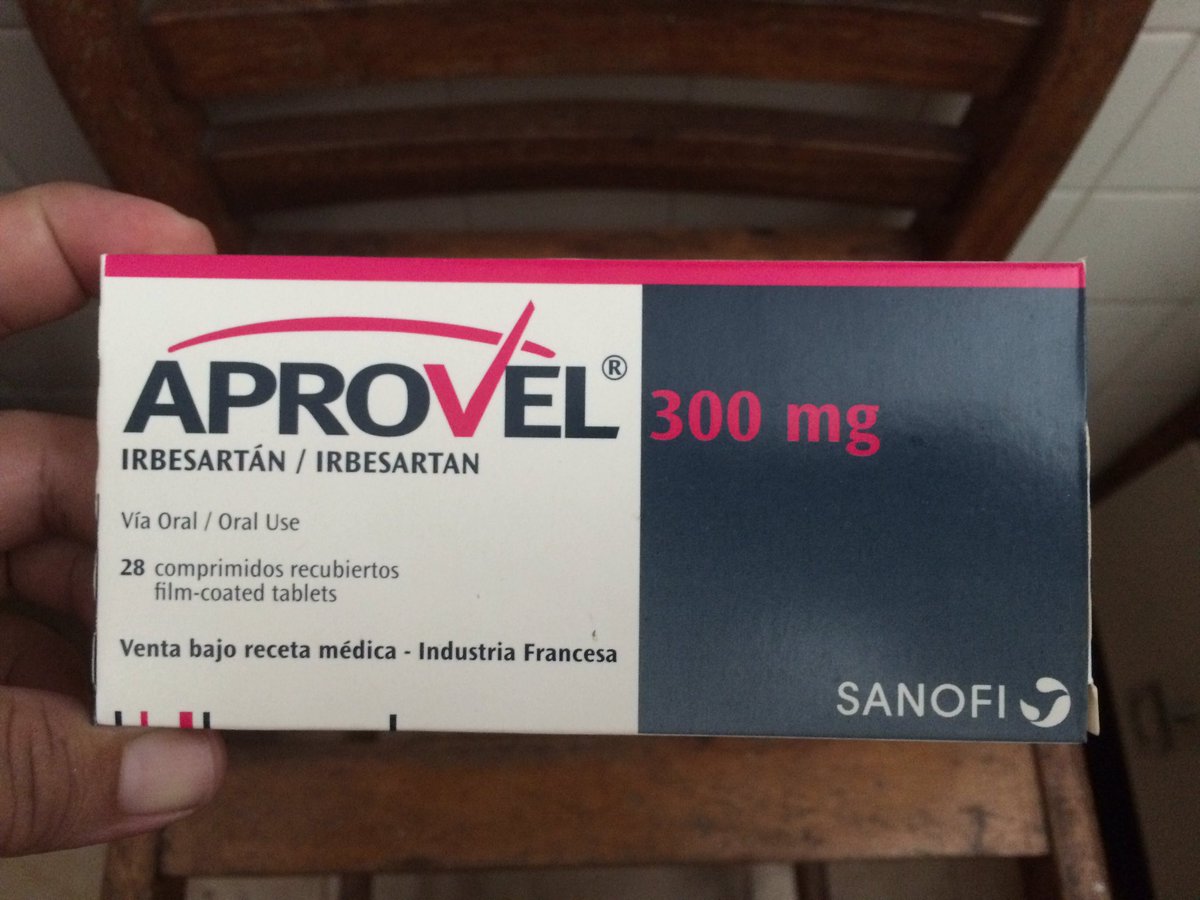 APROVEL® 300 mg
IRBESARTÁN / IRBESARTAN
Vía Oral / Oral Use
28 comprimidos recubiertos
film-coated tablets
Venta bajo receta médica - Industria Francesa
SANOFI